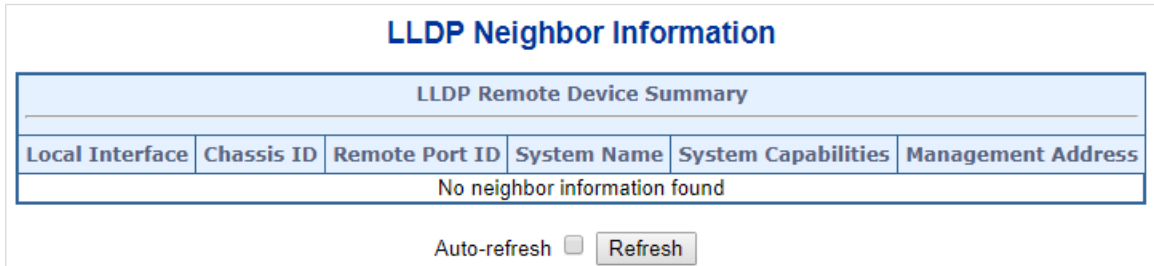 LLDP Neighbor Information
LLDP Remote Device Summary
Local Interface Chassis ID Remote Port ID System Name System Capabilities Management Address
No neighbor information found
Auto-refresh Refresh